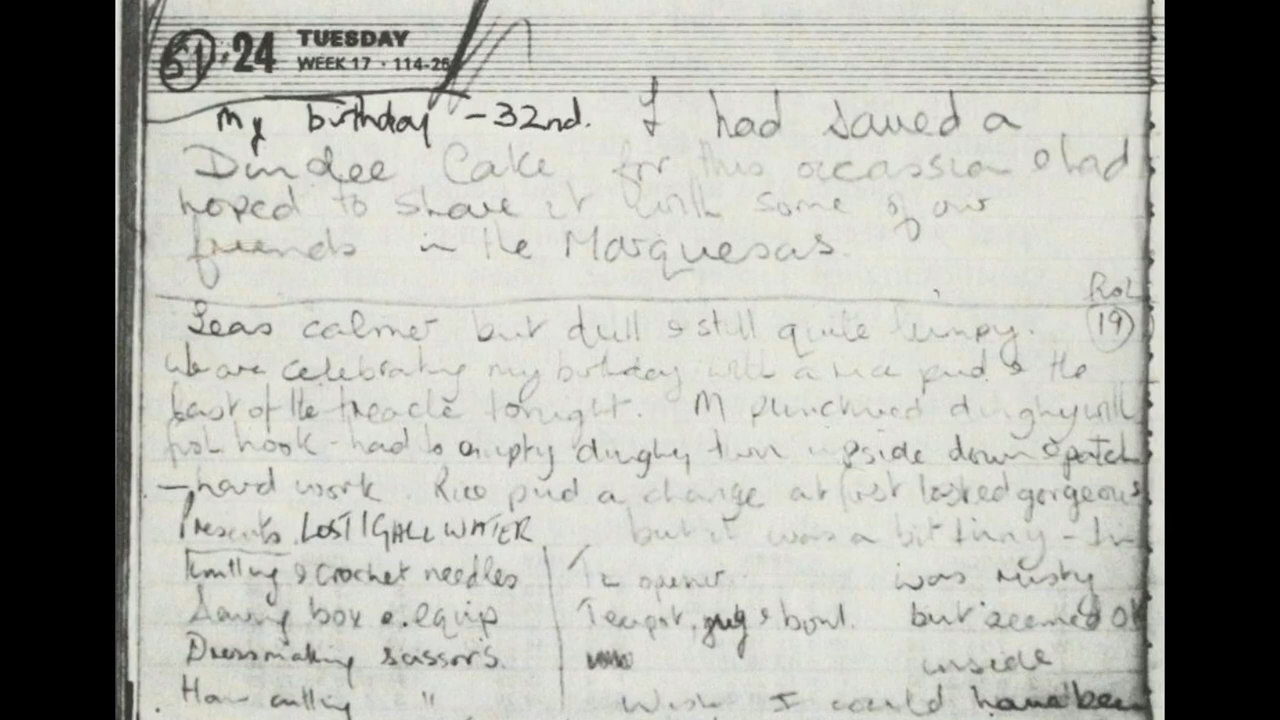 51 · 24 TUESDAY
WEEK 17 · 114-25
My birthday - 32nd. I had saved a
Dundee Cake for this occassion & had
hoped to share it with some of our
friends in the Marquesas.
Seas calmer but dull & still quite lumpy.
19
We are celebrating my birthday with a rice pud & the
last of the treacle tonight. M punctured dinghy with
fish hook - had to empty dinghy turn upside down & patch
- hard work. Rice pud a change at first tasted gorgeous
Presents LOST 1 GALL WATER but it was a bit tinny - tin
Knitting & crochet needles Tin opener was rusty
Sewing box & equip Teapot, jug & bowl. but seemed OK
Dressmaking scissors inside
Hair cutting " Wish I could have been